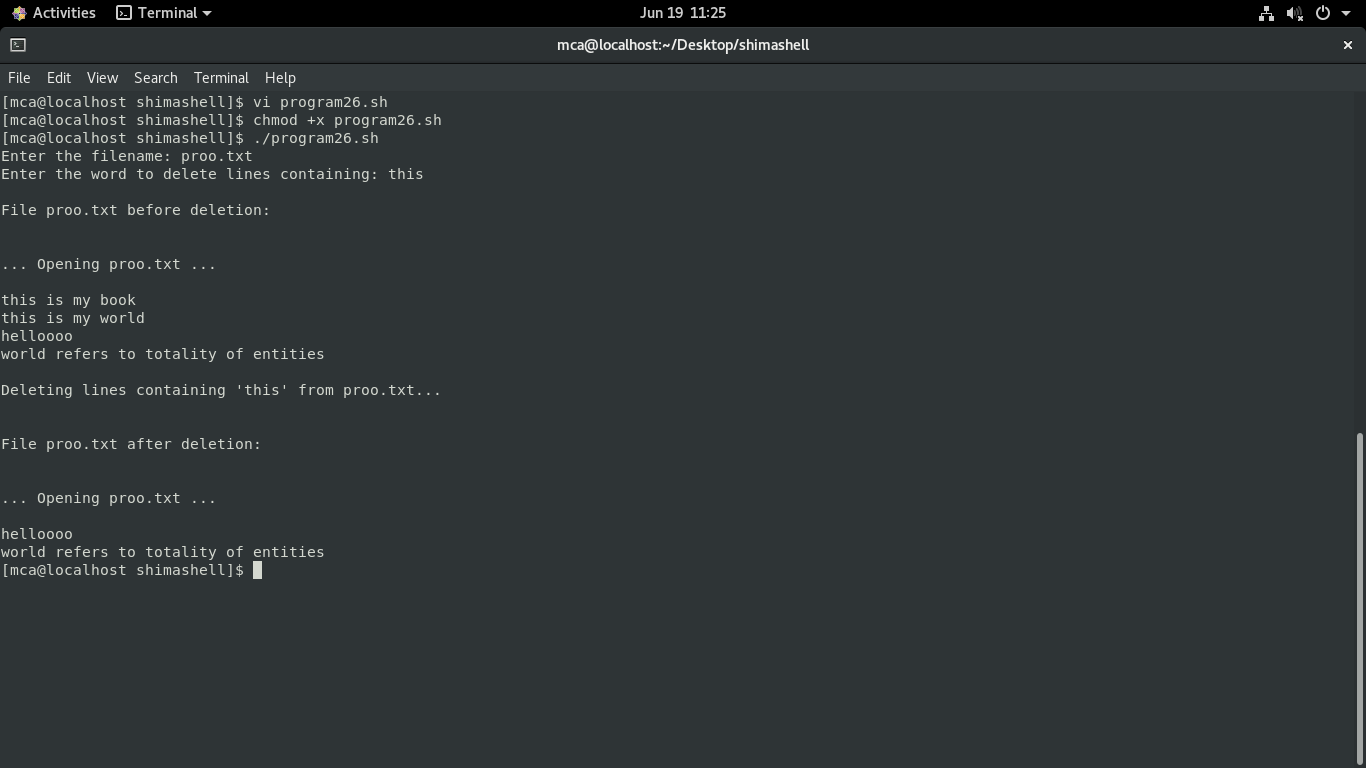 Activities Terminal Jun 19 11:25
mca@localhost:~/Desktop/shimashell
File Edit View Search Terminal Help
[mca@localhost shimashell]$ vi program26.sh
[mca@localhost shimashell]$ chmod +x program26.sh
[mca@localhost shimashell]$ ./program26.sh
Enter the filename: proo.txt
Enter the word to delete lines containing: this
File proo.txt before deletion:
... Opening proo.txt ...
this is my book
this is my world
helloooo
world refers to totality of entities
Deleting lines containing 'this' from proo.txt...
File proo.txt after deletion:
... Opening proo.txt ...
helloooo
world refers to totality of entities
[mca@localhost shimashell]$